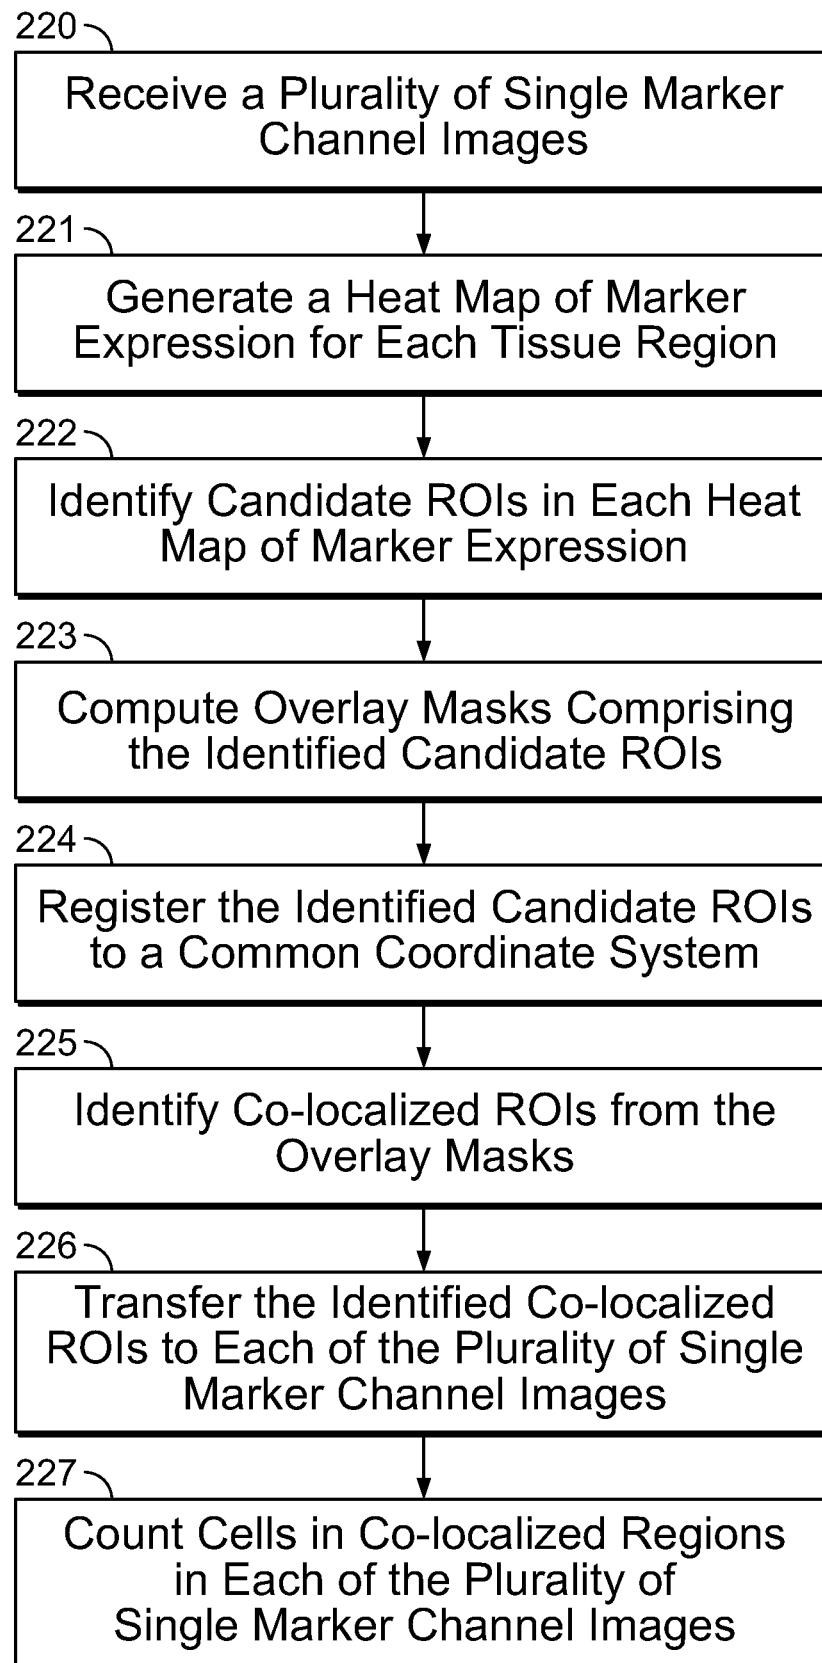 220
Receive a Plurality of Single Marker
Channel Images
221
Generate a Heat Map of Marker
Expression for Each Tissue Region
222
Identify Candidate ROIs in Each Heat
Map of Marker Expression
223
Compute Overlay Masks Comprising
the Identified Candidate ROIs
224
Register the Identified Candidate ROIs
to a Common Coordinate System
225
Identify Co-localized ROIs from the
Overlay Masks
226
Transfer the Identified Co-localized
ROIs to Each of the Plurality of Single
Marker Channel Images
227
Count Cells in Co-localized Regions
in Each of the Plurality of
Single Marker Channel Images